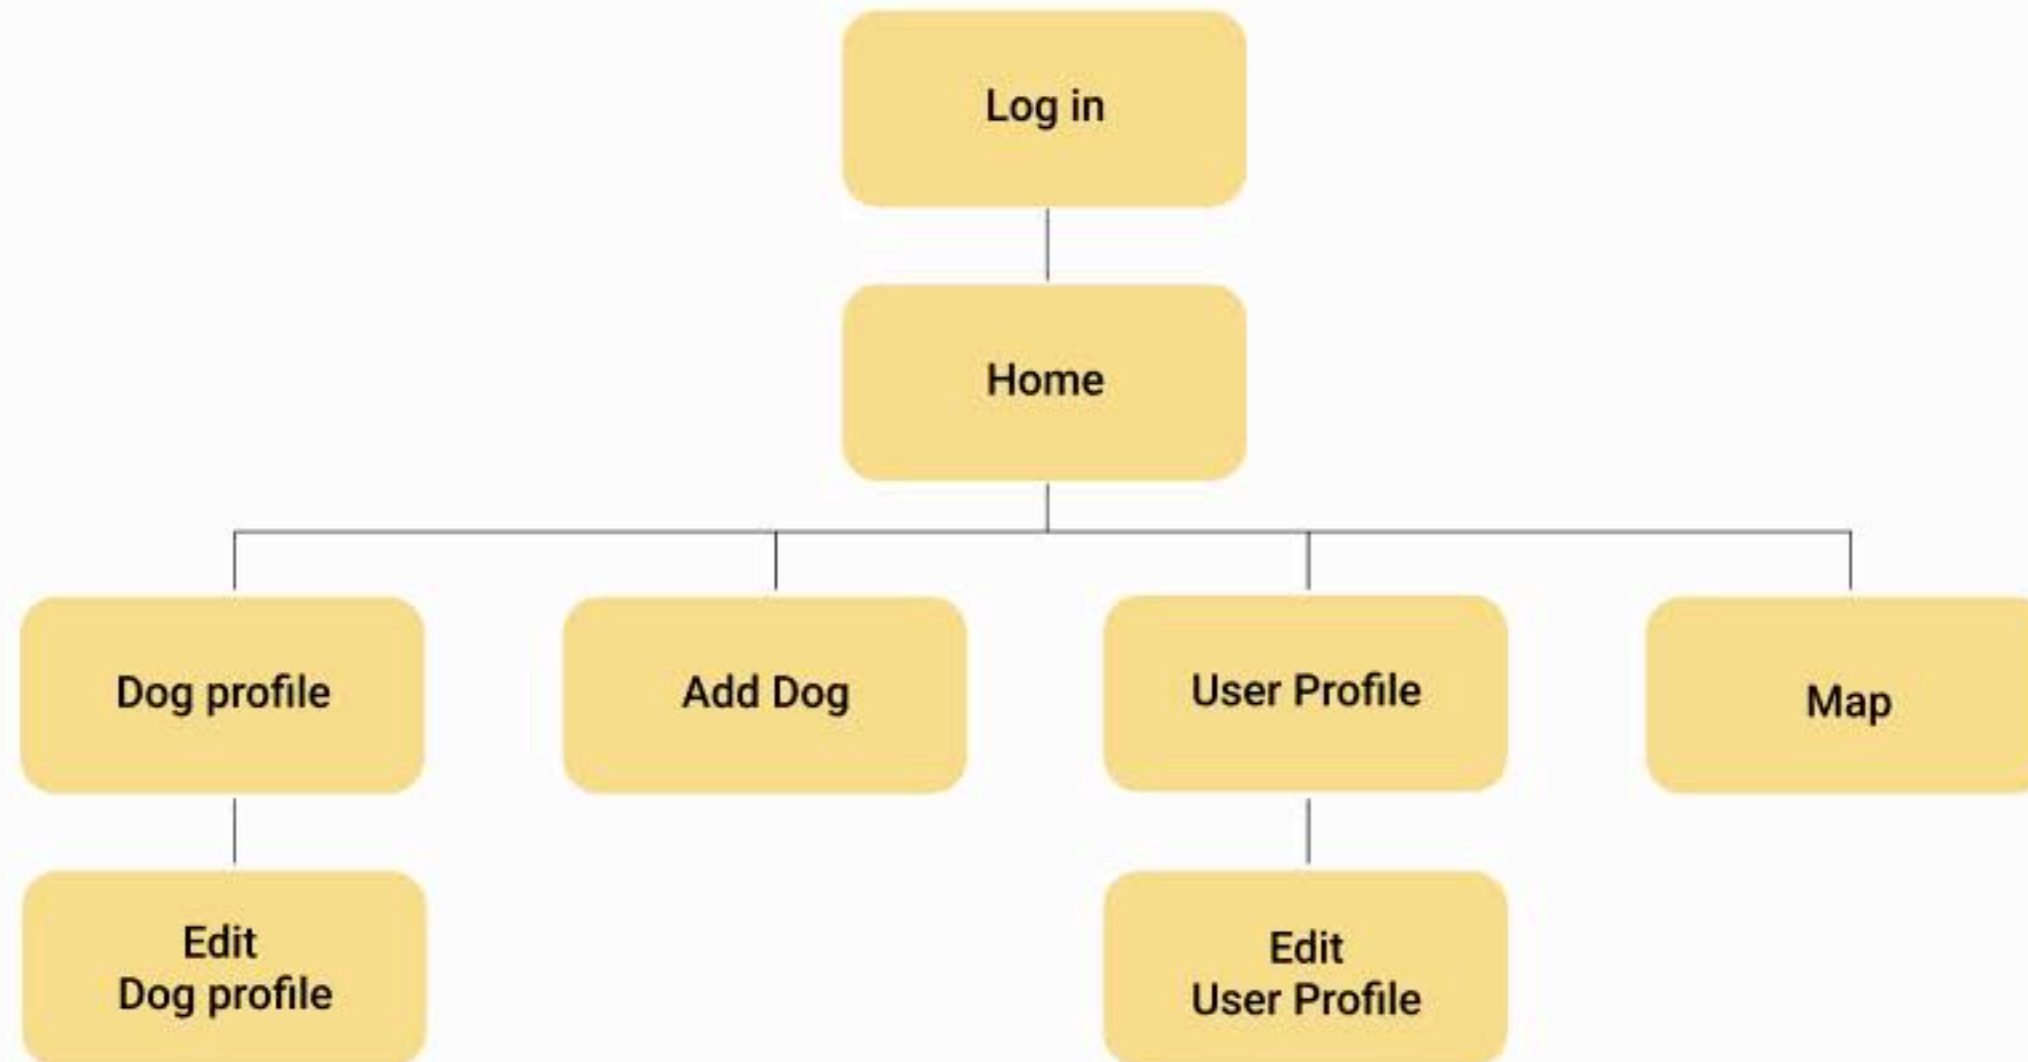 Log in
Home
Dog profile
Add Dog
User Profile
Map
Edit
Dog profile
Edit
User Profile